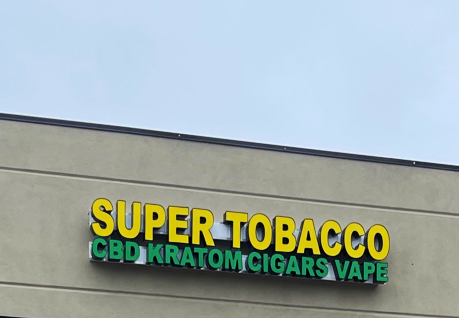 SUPER TOBACCO
CBD KRATOM CIGARS VAPE